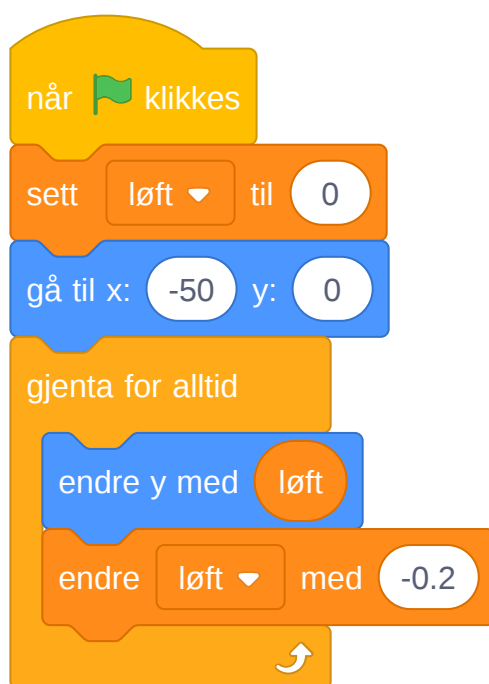 når klikkes
sett løft til 0
gå til x: -50 y: 0
gjenta for alltid
endre y med løft
endre løft med -0.2